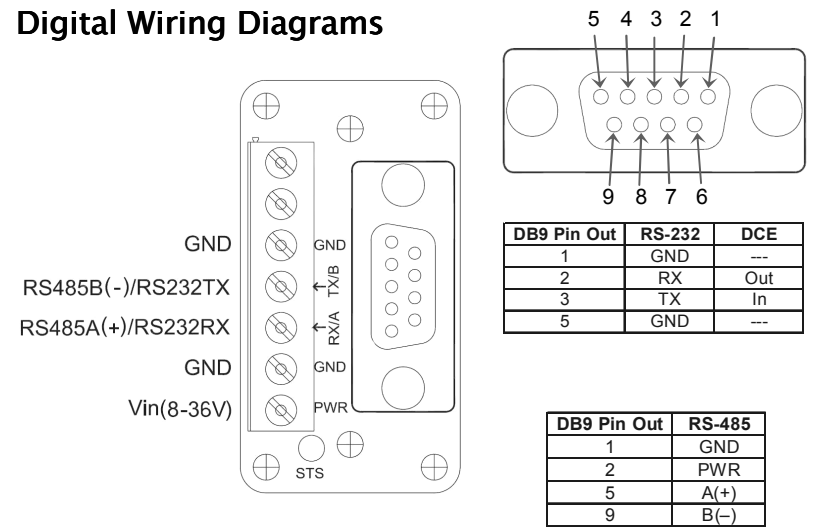 Digital Wiring Diagrams
5 4 3 2 1
9 8 7 6
GND
RS485B(-)/RS232TX
RS485A(+)/RS232RX
GND
Vin(8-36V)
GND
TX/B
RX/A
GND
PWR
STS
DB9 Pin Out RS-232 DCE
1 GND ---
2 RX Out
3 TX In
5 GND ---
DB9 Pin Out RS-485
1 GND
2 PWR
5 A(+)
9 B(–)